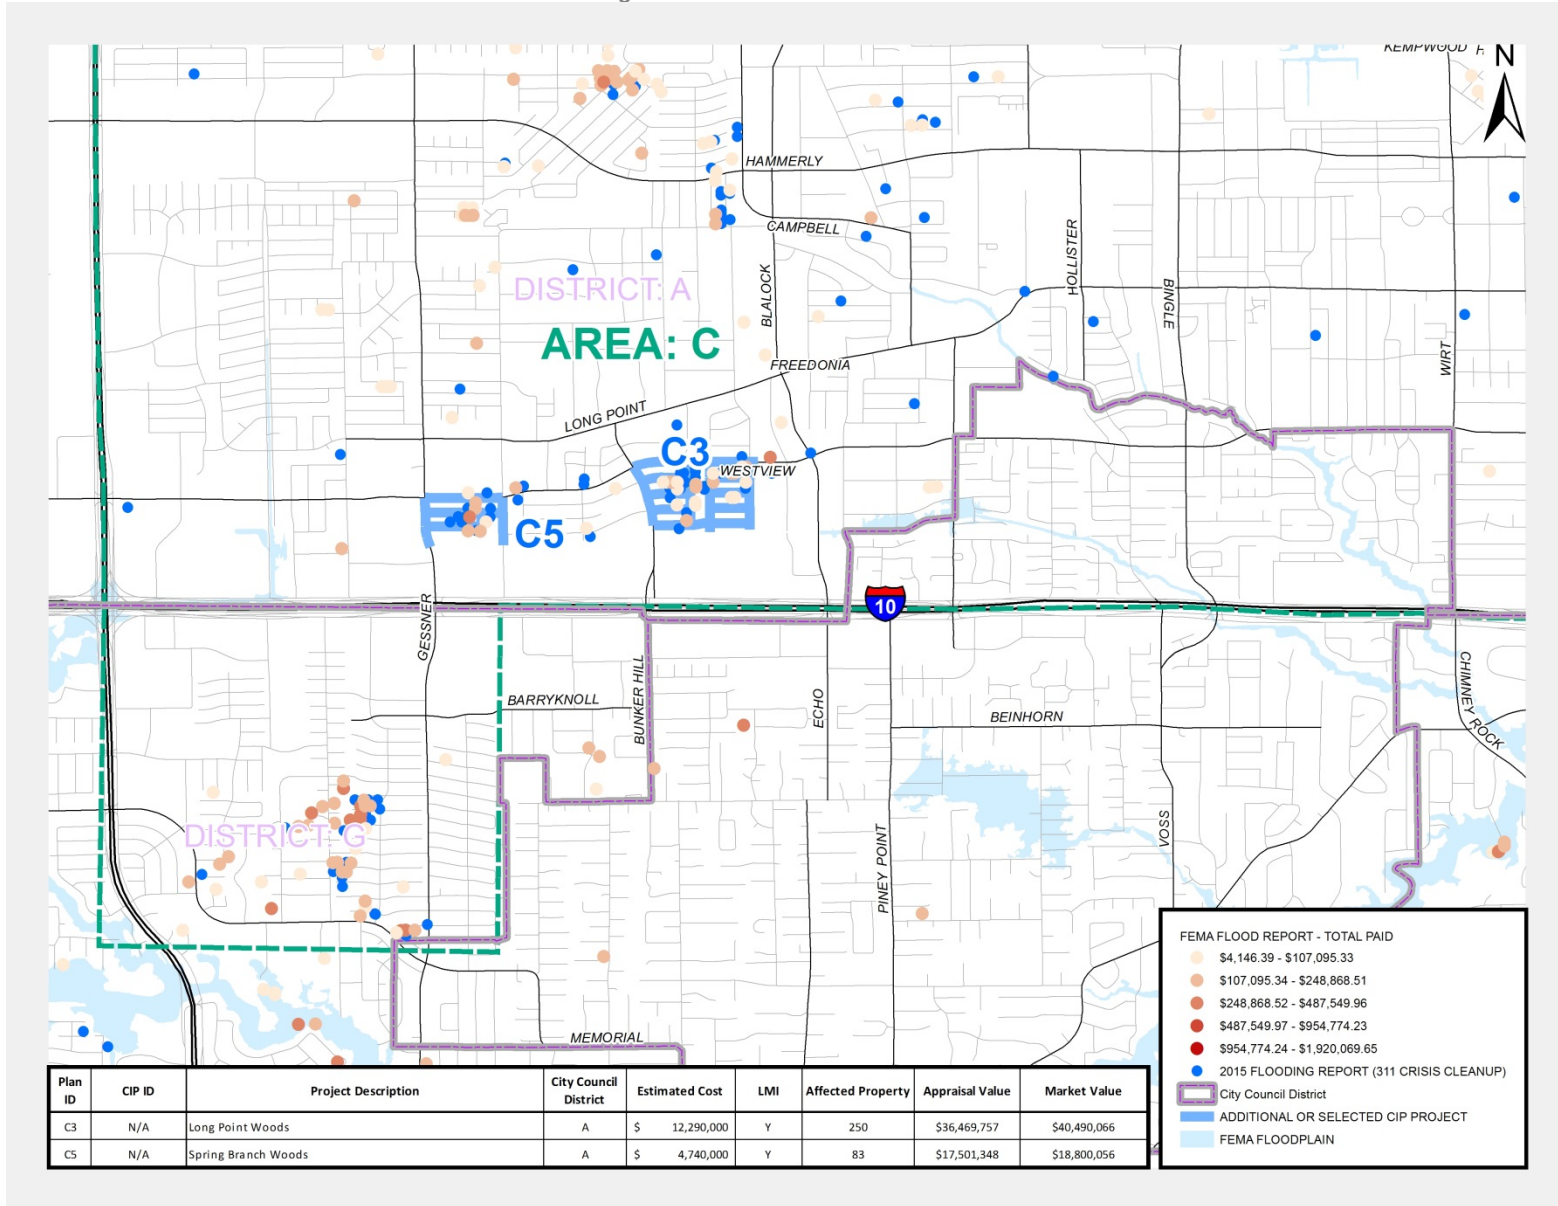 KEMPWOOD
N
HAMMERLY
CAMPBELL
HOLLISTER
DISTRICT: A
BLALOCK
BINGLE
AREA: C
FREEDONIA
WIRT
LONG POINT
C3
WESTVIEW
C5
10
GESSNER
BUNKER HILL
BARRYKNOLL
ECHO
BEINHORN
CHIMNEY ROCK
DISTRICT: G
PINEY POINT
VOSS
MEMORIAL
FEMA FLOOD REPORT - TOTAL PAID
$4,146.39 - $107,095.33
$107,095.34 - $248,868.51
$248,868.52 - $487,549.96
$487,549.97 - $954,774.23
$954,774.24 - $1,920,069.65
2015 FLOODING REPORT (311 CRISIS CLEANUP)
City Council District
ADDITIONAL OR SELECTED CIP PROJECT
FEMA FLOODPLAIN
Plan ID CIP ID Project Description City Council District Estimated Cost LMI Affected Property Appraisal Value Market Value
C3 N/A Long Point Woods A $ 12,290,000 Y 250 $36,469,757 $40,490,066
C5 N/A Spring Branch Woods A $ 4,740,000 Y 83 $17,501,348 $18,800,056